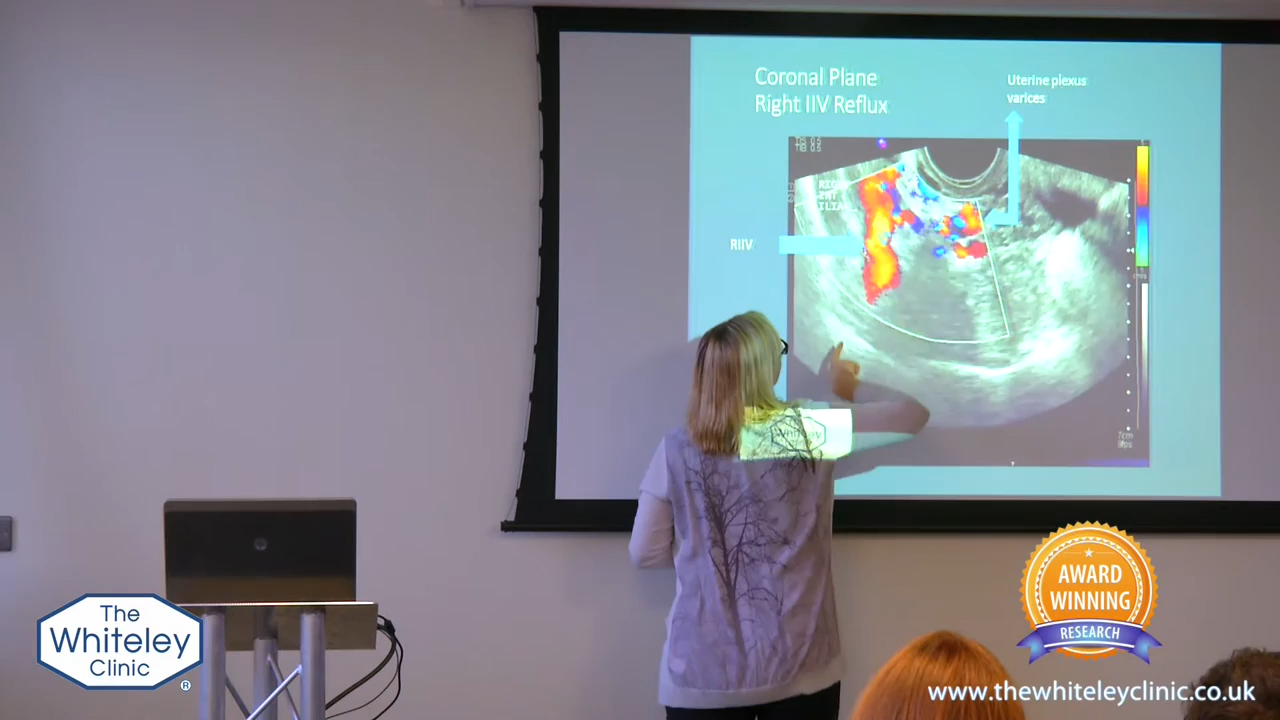 Coronal Plane
Right IIV Reflux
Uterine plexus
varices
RIIV
Whiteley
The
Whiteley
Clinic
®
AWARD
WINNING
RESEARCH
www.thewhiteleyclinic.co.uk